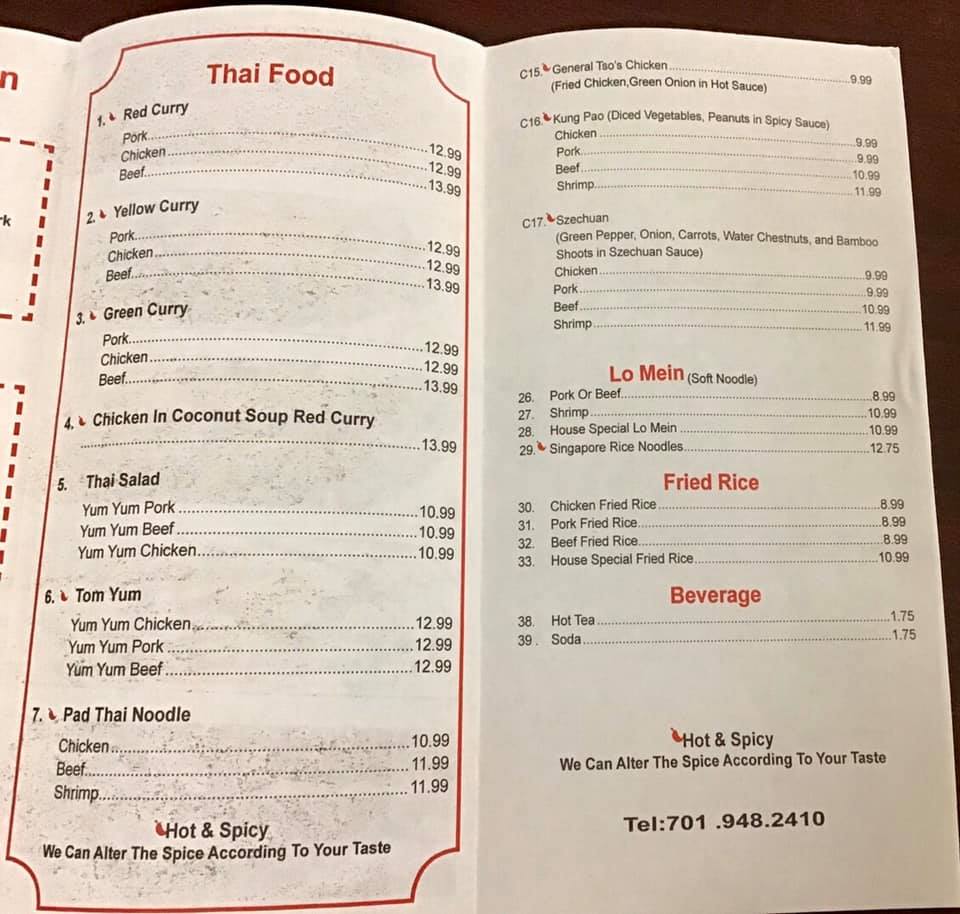 n
rk
Thai Food
1. Red Curry
Pork 12.99
Chicken 12.99
Beef 13.99
2. Yellow Curry
Pork 12.99
Chicken 12.99
Beef 13.99
3. Green Curry
Pork 12.99
Chicken 12.99
Beef 13.99
4. Chicken In Coconut Soup Red Curry
13.99
5. Thai Salad
Yum Yum Pork 10.99
Yum Yum Beef 10.99
Yum Yum Chicken 10.99
6. Tom Yum
Yum Yum Chicken 12.99
Yum Yum Pork 12.99
Yum Yum Beef 12.99
7. Pad Thai Noodle
Chicken 10.99
Beef 11.99
Shrimp 11.99
Hot & Spicy
We Can Alter The Spice According To Your Taste
C15. General Tso's Chicken 9.99
(Fried Chicken,Green Onion in Hot Sauce)
C16. Kung Pao (Diced Vegetables, Peanuts in Spicy Sauce)
Chicken 9.99
Pork 9.99
Beef 10.99
Shrimp 11.99
C17. Szechuan
(Green Pepper, Onion, Carrots, Water Chestnuts, and Bamboo
Shoots in Szechuan Sauce)
Chicken 9.99
Pork 9.99
Beef 10.99
Shrimp 11.99
Lo Mein (Soft Noodle)
26. Pork Or Beef 8.99
27. Shrimp 10.99
28. House Special Lo Mein 10.99
29. Singapore Rice Noodles 12.75
Fried Rice
30. Chicken Fried Rice 8.99
31. Pork Fried Rice 8.99
32. Beef Fried Rice 8.99
33. House Special Fried Rice 10.99
Beverage
38. Hot Tea 1.75
39 . Soda 1.75
Hot & Spicy
We Can Alter The Spice According To Your Taste
Tel:701 .948.2410